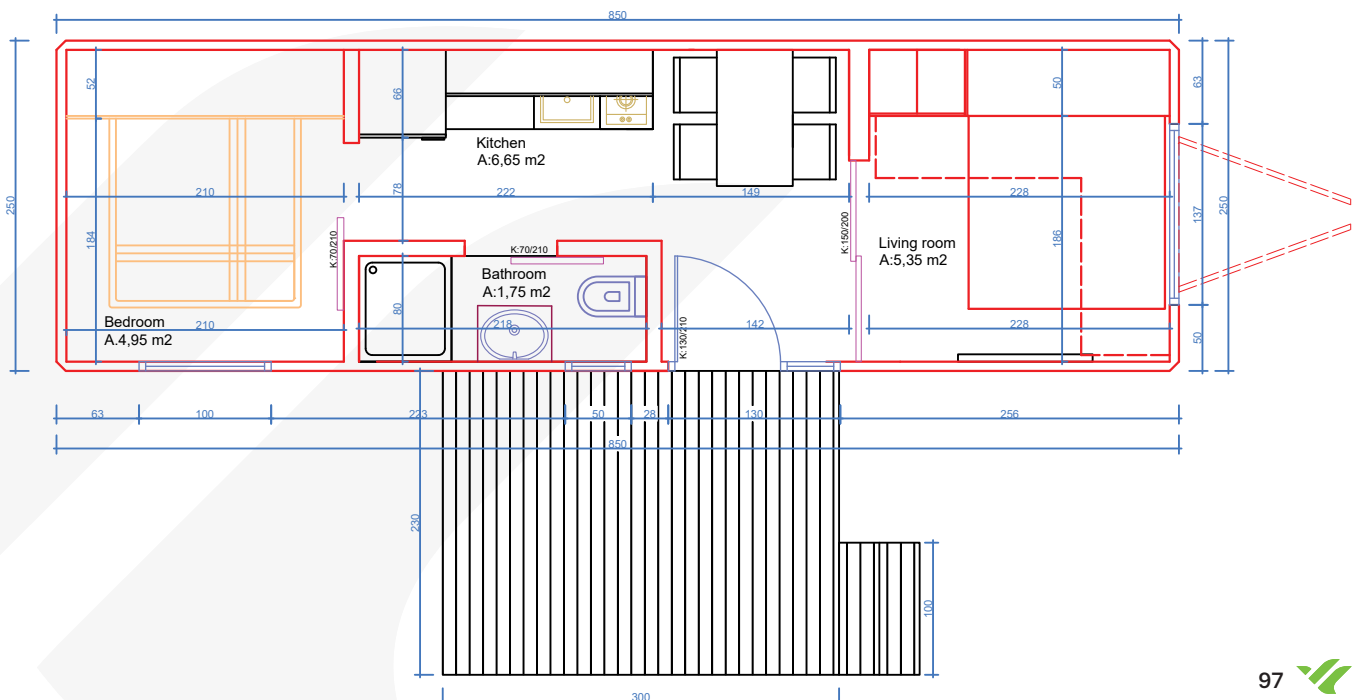 850
52
66
50
63
Kitchen
A:6,65 m2
210
78
222
149
228
250
137
250
184
K:70/210
K:70/210
K:150/200
186
Living room
A:5,35 m2
Bathroom
A:1,75 m2
80
Bedroom
A.4,95 m2
210
218
K:130/210
142
228
50
63
100
223
50
28
130
256
850
230
100
300
97